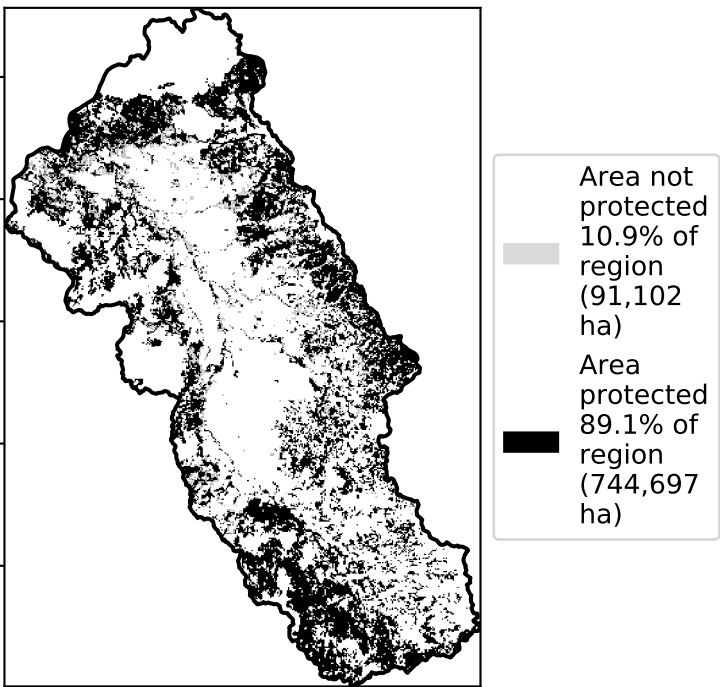 Area not
protected
10.9% of
region
(91,102
ha)
Area
protected
89.1% of
region
(744,697
ha)